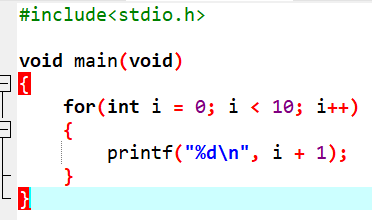 #include<stdio.h>
void main(void)
{
    for(int i = 0; i < 10; i++)
    {
        printf("%d\n", i + 1);
    }
}